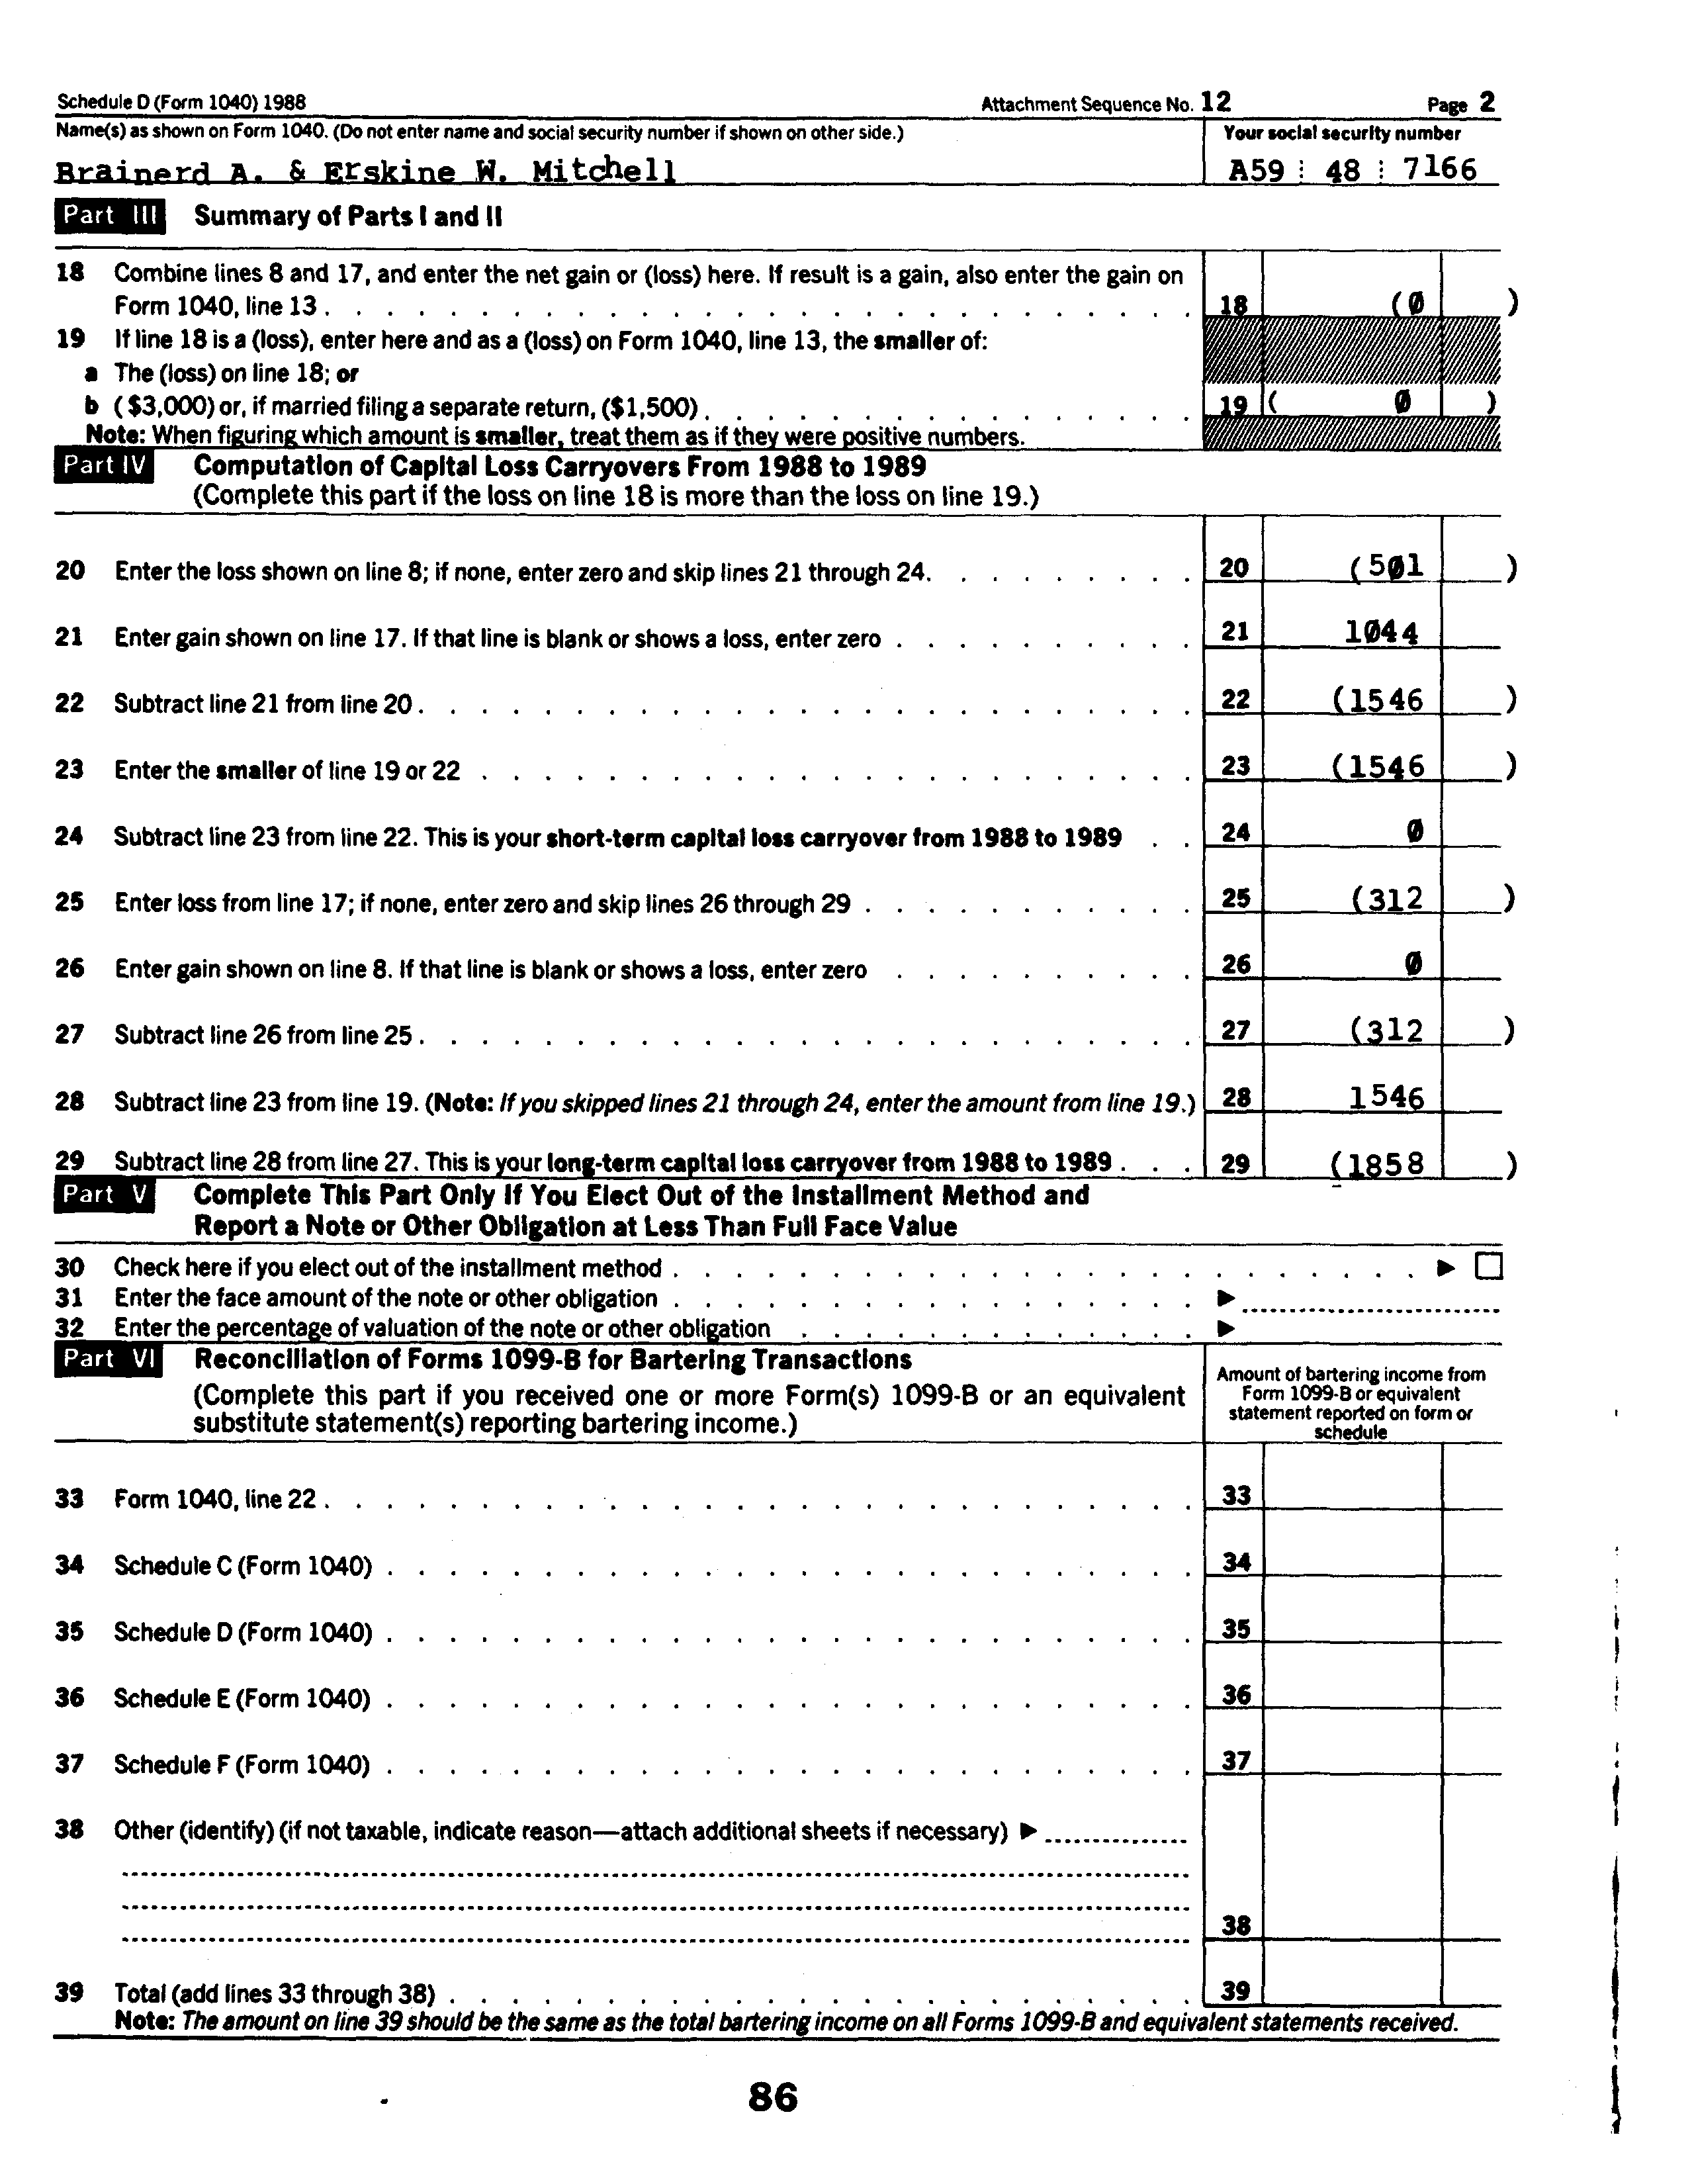 Schedule D (Form 1040) 1988 Attachment Sequence No. 12 Page 2
Name(s) as shown on Form 1040. (Do not enter name and social security number if shown on other side.) Your social security number
Brainerd A. & Erskine W. Mitchell A59 48 7166
Part III Summary of Parts I and II
18 Combine lines 8 and 17, and enter the net gain or (loss) here. If result is a gain, also enter the gain on
Form 1040, line 13 . . . 18 (0 )
19 If line 18 is a (loss), enter here and as a (loss) on Form 1040, line 13, the smaller of:
a The (loss) on line 18; or
b ($3,000) or, if married filing a separate return, ($1,500) . . . 19 ( 0 )
Note: When figuring which amount is smaller, treat them as if they were positive numbers.
Part IV Computation of Capital Loss Carryovers From 1988 to 1989
(Complete this part if the loss on line 18 is more than the loss on line 19.)
20 Enter the loss shown on line 8; if none, enter zero and skip lines 21 through 24. . . . 20 (501 )
21 Enter gain shown on line 17. If that line is blank or shows a loss, enter zero . . . 21 1044
22 Subtract line 21 from line 20 . . . 22 (1546 )
23 Enter the smaller of line 19 or 22 . . . 23 (1546 )
24 Subtract line 23 from line 22. This is your short-term capital loss carryover from 1988 to 1989 . . 24 0
25 Enter loss from line 17; if none, enter zero and skip lines 26 through 29 . . . 25 (312 )
26 Enter gain shown on line 8. If that line is blank or shows a loss, enter zero . . . 26 0
27 Subtract line 26 from line 25 . . . 27 (312 )
28 Subtract line 23 from line 19. (Note: If you skipped lines 21 through 24, enter the amount from line 19.) 28 1546
29 Subtract line 28 from line 27. This is your long-term capital loss carryover from 1988 to 1989 . . . 29 (1858 )
Part V Complete This Part Only If You Elect Out of the Installment Method and
Report a Note or Other Obligation at Less Than Full Face Value
30 Check here if you elect out of the installment method . . . ► □
31 Enter the face amount of the note or other obligation . . . ►
32 Enter the percentage of valuation of the note or other obligation . . . ►
Part VI Reconciliation of Forms 1099-B for Bartering Transactions
(Complete this part if you received one or more Form(s) 1099-B or an equivalent
substitute statement(s) reporting bartering income.)
Amount of bartering income from
Form 1099-B or equivalent
statement reported on form or
schedule
33 Form 1040, line 22 . . . 33
34 Schedule C (Form 1040) . . . 34
35 Schedule D (Form 1040) . . . 35
36 Schedule E (Form 1040) . . . 36
37 Schedule F (Form 1040) . . . 37
38 Other (identify) (if not taxable, indicate reason—attach additional sheets if necessary) ►
38
39 Total (add lines 33 through 38) . . . 39
Note: The amount on line 39 should be the same as the total bartering income on all Forms 1099-B and equivalent statements received.
86